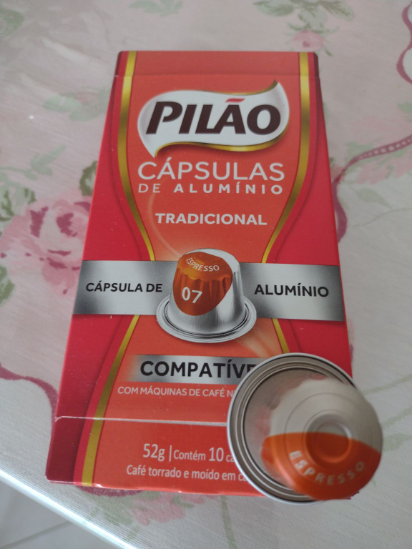 PILÃO
CÁPSULAS
DE ALUMÍNIO
TRADICIONAL
ESPRESSO
07
CÁPSULA DE ALUMÍNIO
COMPATÍVE
COM MÁQUINAS DE CAFÉ N
52g | Contém 10 c
Café torrado e moído em c
ESPRESSO